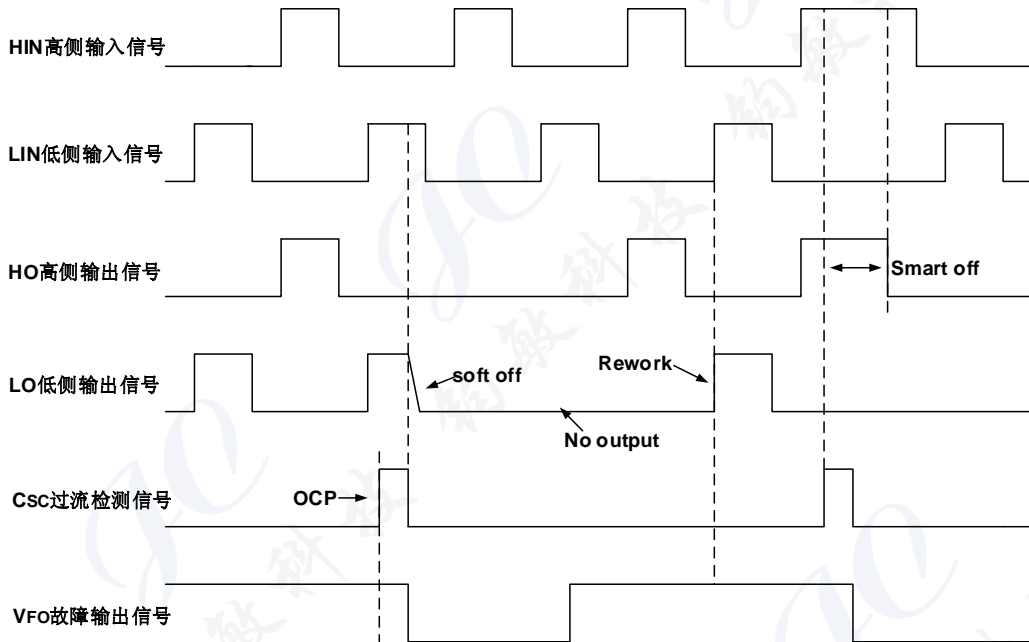 HIN高侧输入信号
LIN低侧输入信号
HO高侧输出信号
Smart off
LO低侧输出信号
soft off
Rework
No output
CSC过流检测信号
OCP
VFO故障输出信号